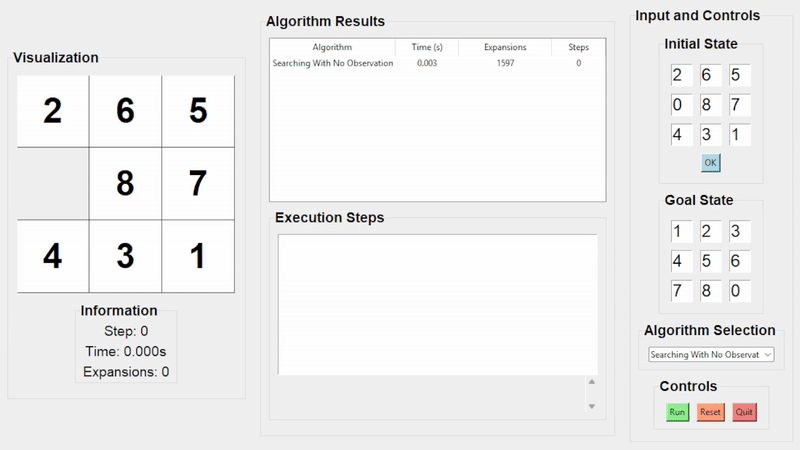 Visualization
2 6 5
8 7
4 3 1
Information
Step: 0
Time: 0.000s
Expansions: 0
Algorithm Results
Algorithm Time (s) Expansions Steps
Searching With No Observation 0.003 1597 0
Execution Steps
Input and Controls
Initial State
2 6 5
0 8 7
4 3 1
OK
Goal State
1 2 3
4 5 6
7 8 0
Algorithm Selection
Searching With No Observat
Controls
Run Reset Quit